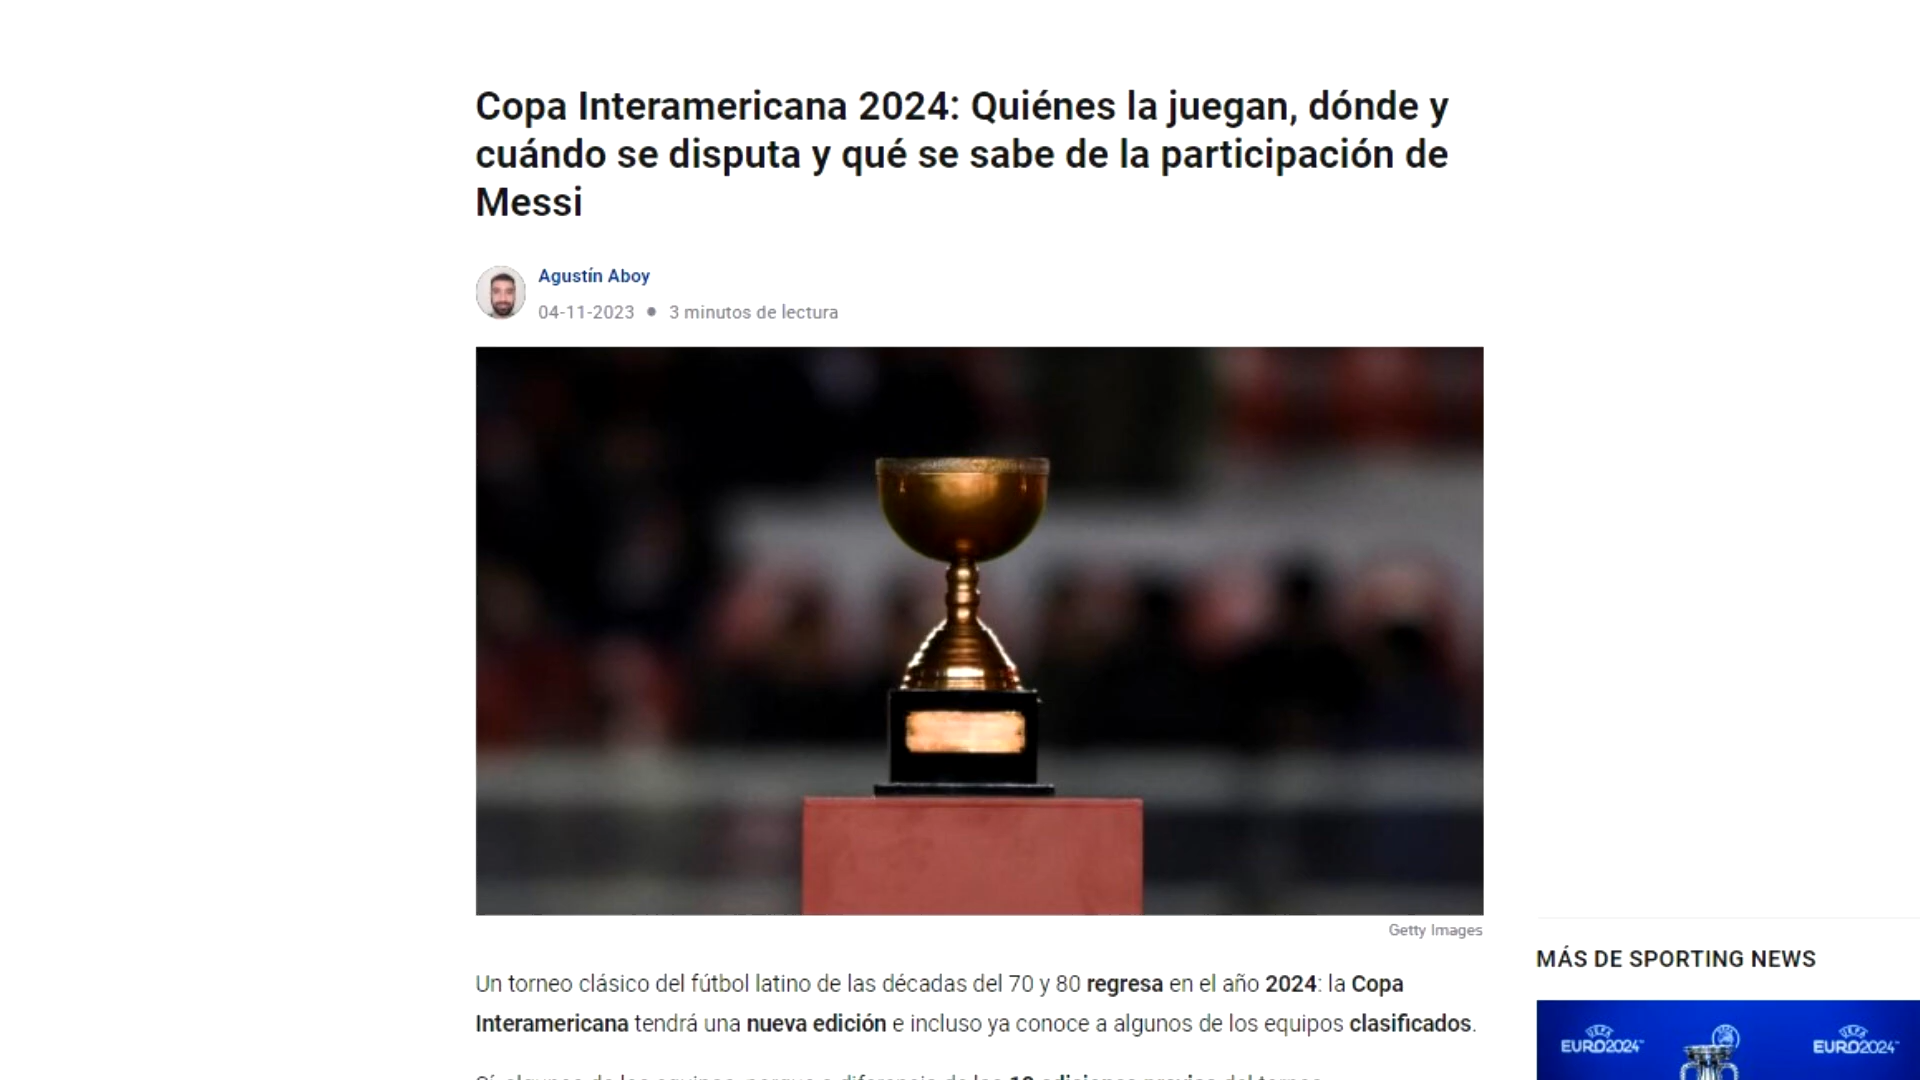 Copa Interamericana 2024: Quiénes la juegan, dónde y
cuándo se disputa y qué se sabe de la participación de
Messi
Agustín Aboy
04-11-2023 • 3 minutos de lectura
Getty Images
Un torneo clásico del fútbol latino de las décadas del 70 y 80 regresa en el año 2024: la Copa
Interamericana tendrá una nueva edición e incluso ya conoce a algunos de los equipos clasificados.
MÁS DE SPORTING NEWS
UEFA
EURO2024
UEFA
EURO2024